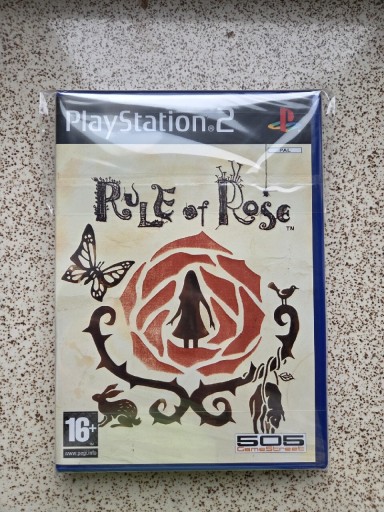 PlayStation 2
PAL
RULE of ROSE
TM
16+
www.pegi.info
505
GameStreet